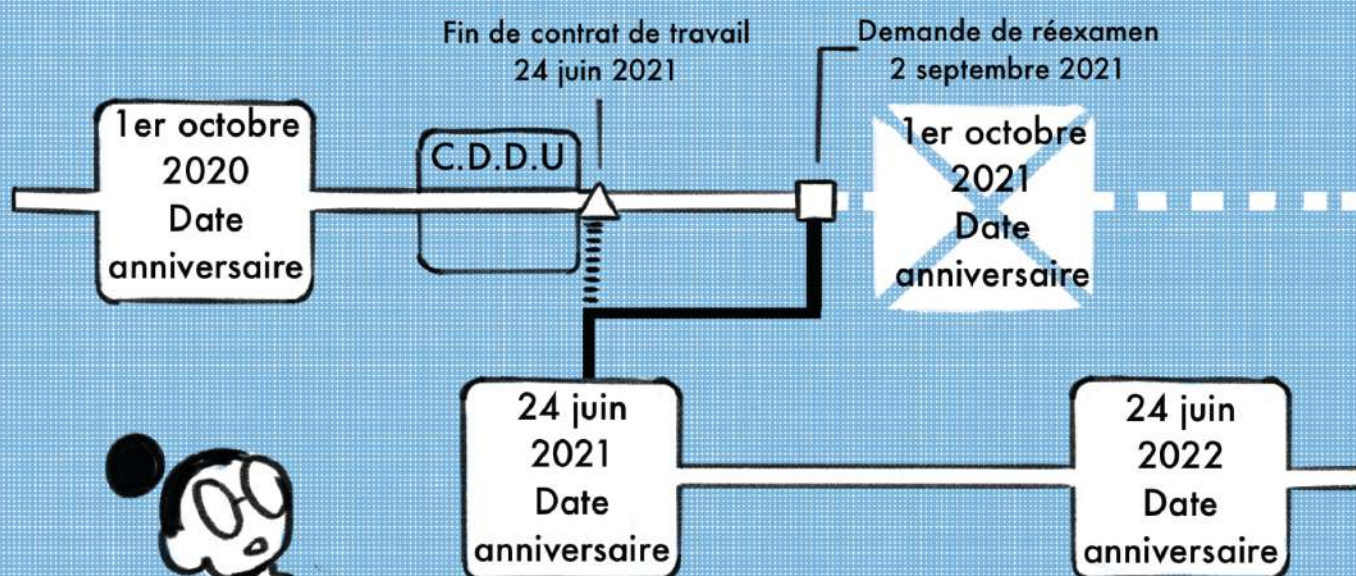 Fin de contrat de travail
24 juin 2021
Demande de réexamen
2 septembre 2021
1er octobre
2020
Date
anniversaire
C.D.D.U
1er octobre
2021
Date
anniversaire
24 juin
2021
Date
anniversaire
24 juin
2022
Date
anniversaire